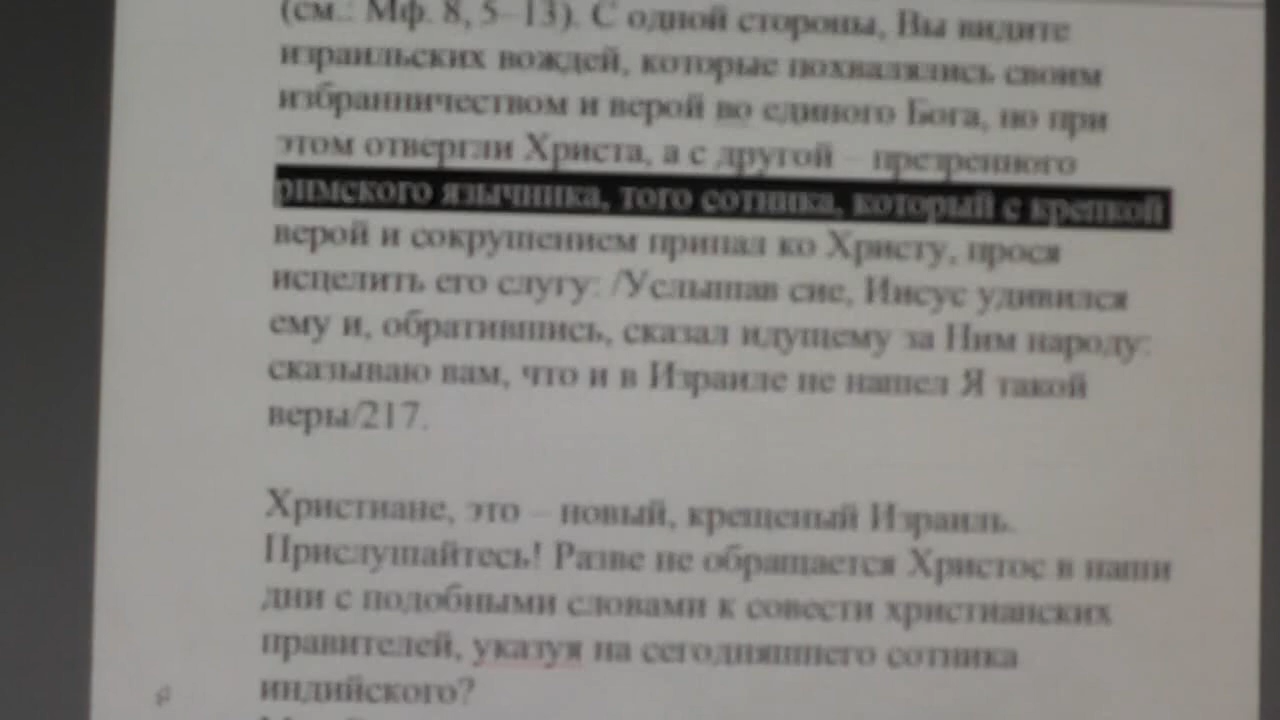 (см.: Мф. 8, 5–13). С одной стороны, Вы видите
израильских вождей, которые похвалялись своим
избранничеством и верой во единого Бога, но при
этом отвергли Христа, а с другой – презренного
римского язычника, того сотника, который с крепкой
верой и сокрушением припал ко Христу, прося
исцелить его слугу: /Услышав сие, Иисус удивился
ему и, обратившись, сказал идущему за Ним народу:
сказываю вам, что и в Израиле не нашел Я такой
веры/217.
Христиане, это – новый, крещеный Израиль.
Прислушайтесь! Разве не обращается Христос в наши
дни с подобными словами к совести христианских
правителей, указуя на сегодняшнего сотника
индийского?